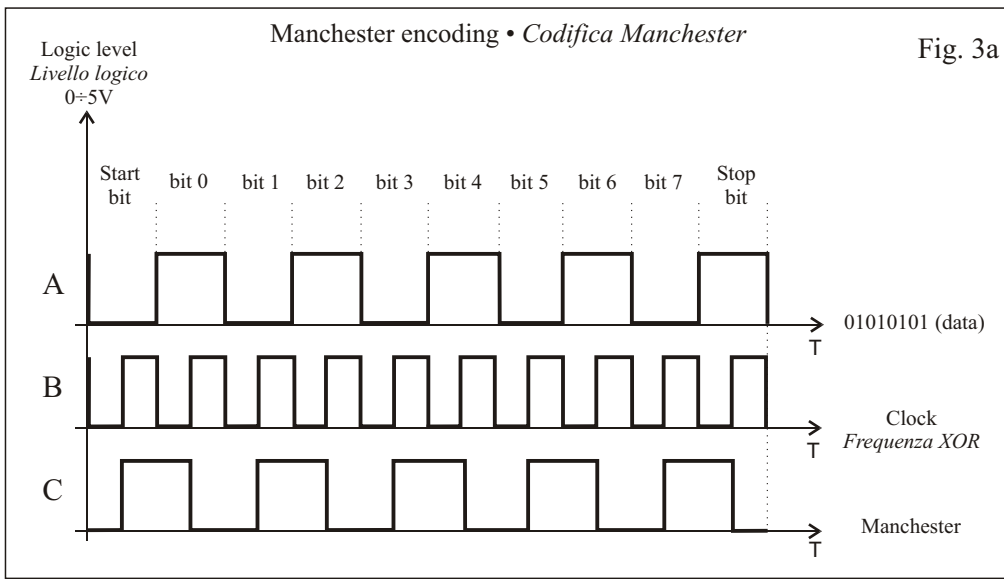 Manchester encoding • Codifica Manchester
Fig. 3a
Logic level
Livello logico
0÷5V
Start
bit
bit 0
bit 1
bit 2
bit 3
bit 4
bit 5
bit 6
bit 7
Stop
bit
A
01010101 (data)
T
B
Clock
Frequenza XOR
T
C
Manchester
T